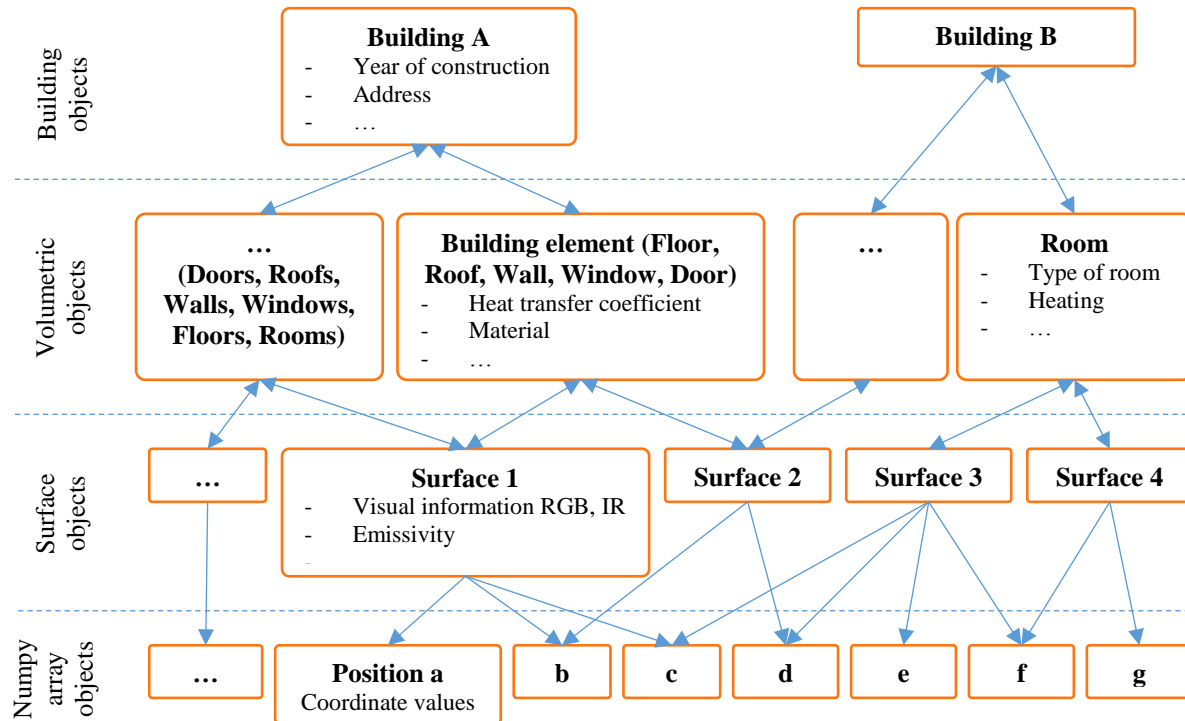 Building objects
Building A
- Year of construction
- Address
- …
Building B
Volumetric objects
…
(Doors, Roofs,
Walls, Windows,
Floors, Rooms)
Building element (Floor,
Roof, Wall, Window, Door)
- Heat transfer coefficient
- Material
- …
…
Room
- Type of room
- Heating
- …
Surface objects
…
Surface 1
- Visual information RGB, IR
- Emissivity
-
Surface 2
Surface 3
Surface 4
Numpy array objects
…
Position a
Coordinate values
b
c
d
e
f
g